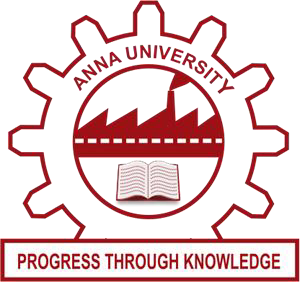 ANNA UNIVERSITY
PROGRESS THROUGH KNOWLEDGE